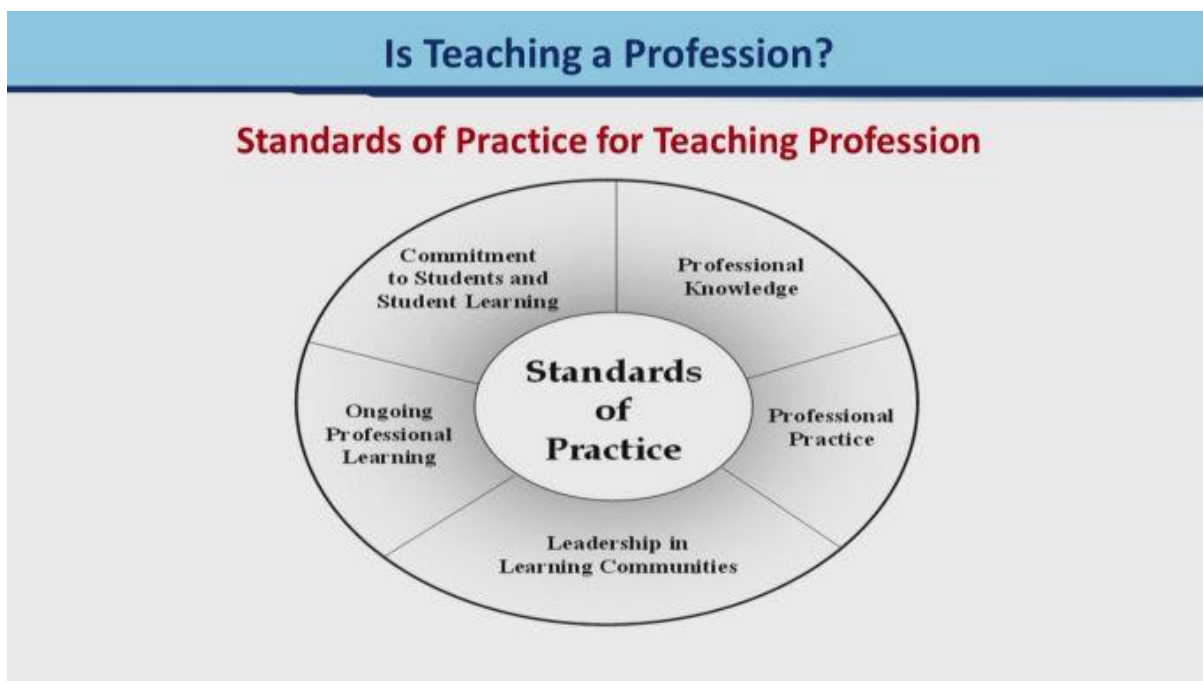 Is Teaching a Profession?
Standards of Practice for Teaching Profession
Commitment
to Students and
Student Learning
Professional
Knowledge
Standards
of
Practice
Ongoing
Professional
Learning
Professional
Practice
Leadership in
Learning Communities